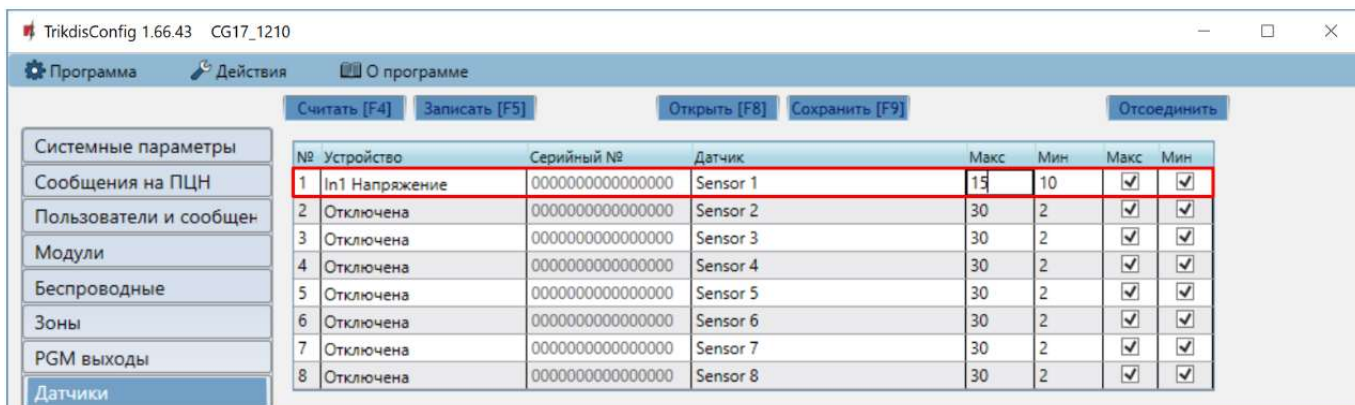 TrikdisConfig 1.66.43 CG17_1210
Программа Действия О программе
Считать [F4] Записать [F5] Открыть [F8] Сохранить [F9] Отсоединить
Системные параметры
Сообщения на ПЦН
Пользователи и сообщен
Модули
Беспроводные
Зоны
PGM выходы
Датчики
№ Устройство Серийный № Датчик Макс Мин Макс Мин
1 In1 Напряжение 0000000000000000 Sensor 1 15 10
2 Отключена 0000000000000000 Sensor 2 30 2
3 Отключена 0000000000000000 Sensor 3 30 2
4 Отключена 0000000000000000 Sensor 4 30 2
5 Отключена 0000000000000000 Sensor 5 30 2
6 Отключена 0000000000000000 Sensor 6 30 2
7 Отключена 0000000000000000 Sensor 7 30 2
8 Отключена 0000000000000000 Sensor 8 30 2